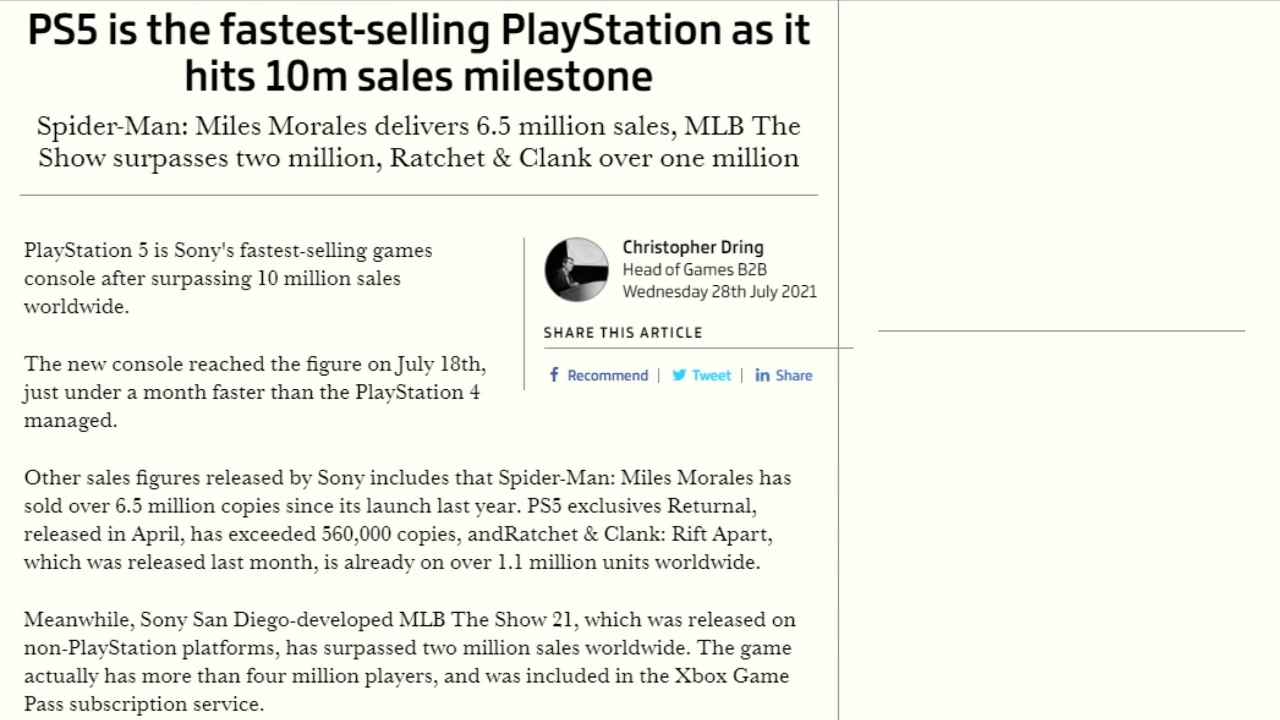 PS5 is the fastest-selling PlayStation as it
hits 10m sales milestone
Spider-Man: Miles Morales delivers 6.5 million sales, MLB The
Show surpasses two million, Ratchet & Clank over one million
PlayStation 5 is Sony's fastest-selling games
console after surpassing 10 million sales
worldwide.
The new console reached the figure on July 18th,
just under a month faster than the PlayStation 4
managed.
Christopher Dring
Head of Games B2B
Wednesday 28th July 2021
SHARE THIS ARTICLE
Recommend | Tweet | in Share
Other sales figures released by Sony includes that Spider-Man: Miles Morales has
sold over 6.5 million copies since its launch last year. PS5 exclusives Returnal,
released in April, has exceeded 560,000 copies, andRatchet & Clank: Rift Apart,
which was released last month, is already on over 1.1 million units worldwide.
Meanwhile, Sony San Diego-developed MLB The Show 21, which was released on
non-PlayStation platforms, has surpassed two million sales worldwide. The game
actually has more than four million players, and was included in the Xbox Game
Pass subscription service.